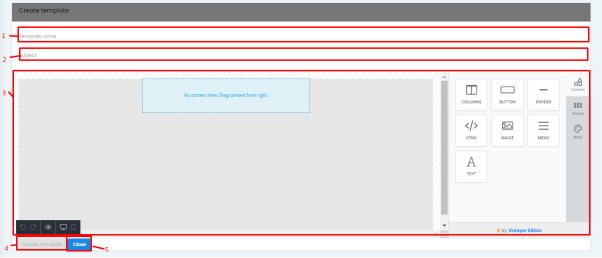 Create template
1
Template name
2
Subject
3
No content here. Drag content from right.
COLUMNS
BUTTON
DIVIDER
HTML
IMAGE
MENU
TEXT
Content
Blocks
Body
by Unlayer Editor
4
Create Template
Close
5